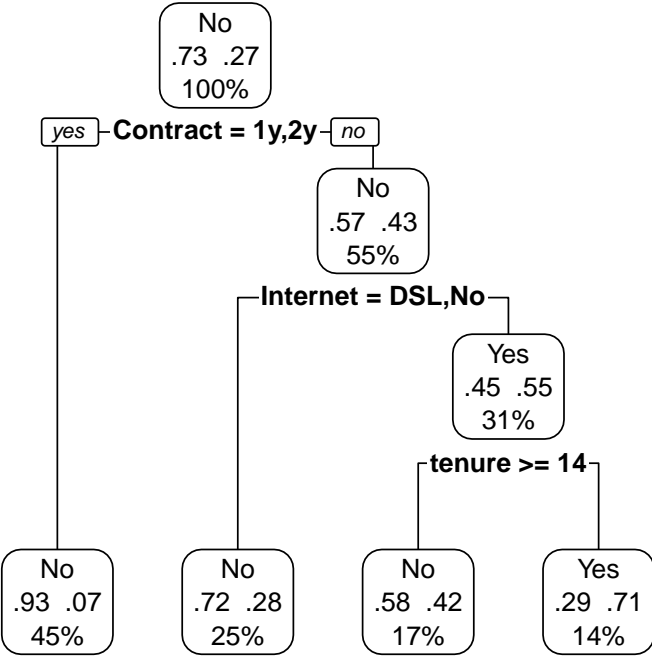 No
.73 .27
100%
yes Contract = 1y,2y no
No
.57 .43
55%
Internet = DSL,No
Yes
.45 .55
31%
tenure >= 14
No
.93 .07
45%
No
.72 .28
25%
No
.58 .42
17%
Yes
.29 .71
14%